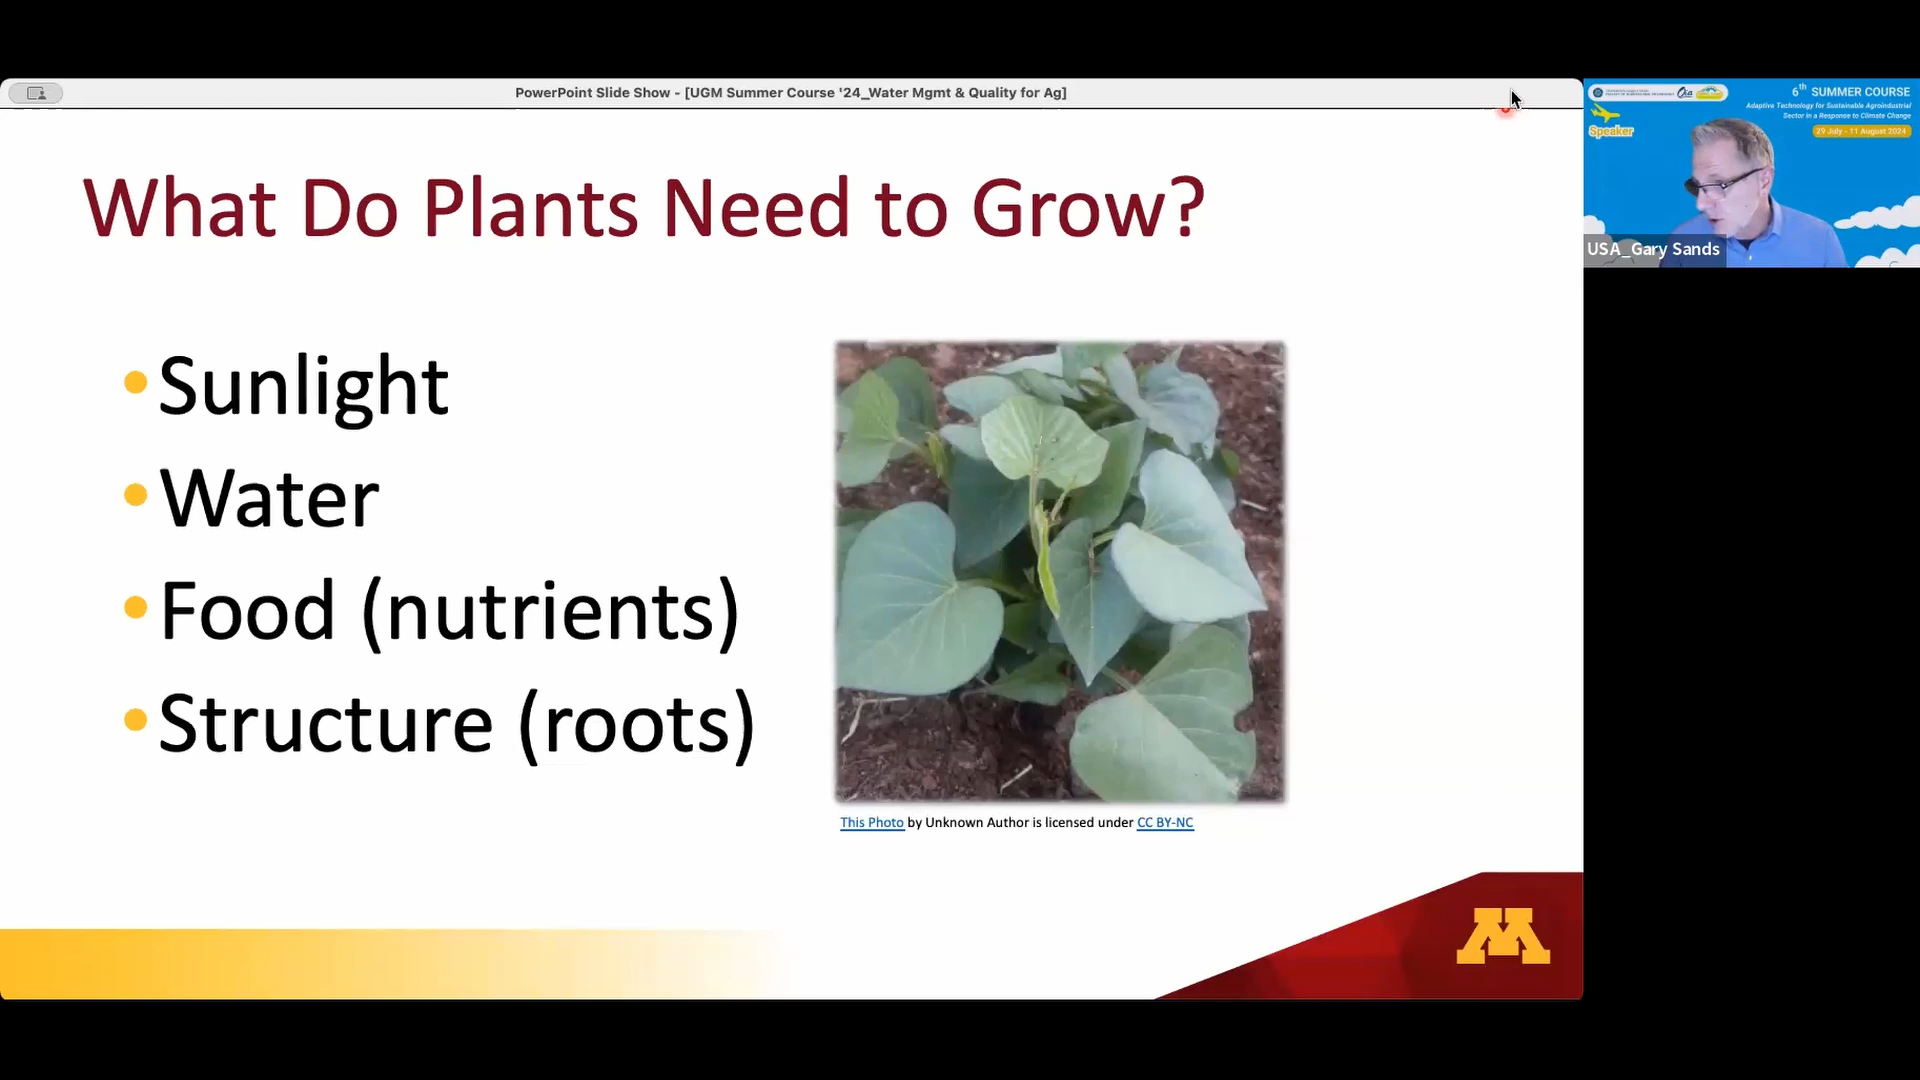 PowerPoint Slide Show - [UGM Summer Course '24_Water Mgmt & Quality for Ag]
What Do Plants Need to Grow?
•Sunlight
•Water
•Food (nutrients)
•Structure (roots)
This Photo by Unknown Author is licensed under CC BY-NC
M
6th SUMMER COURSE
Adaptive Technology for Sustainable Agroindustrial
Sector in a Response to Climate Change
29 July - 11 August 2024
Speaker
USA_Gary Sands